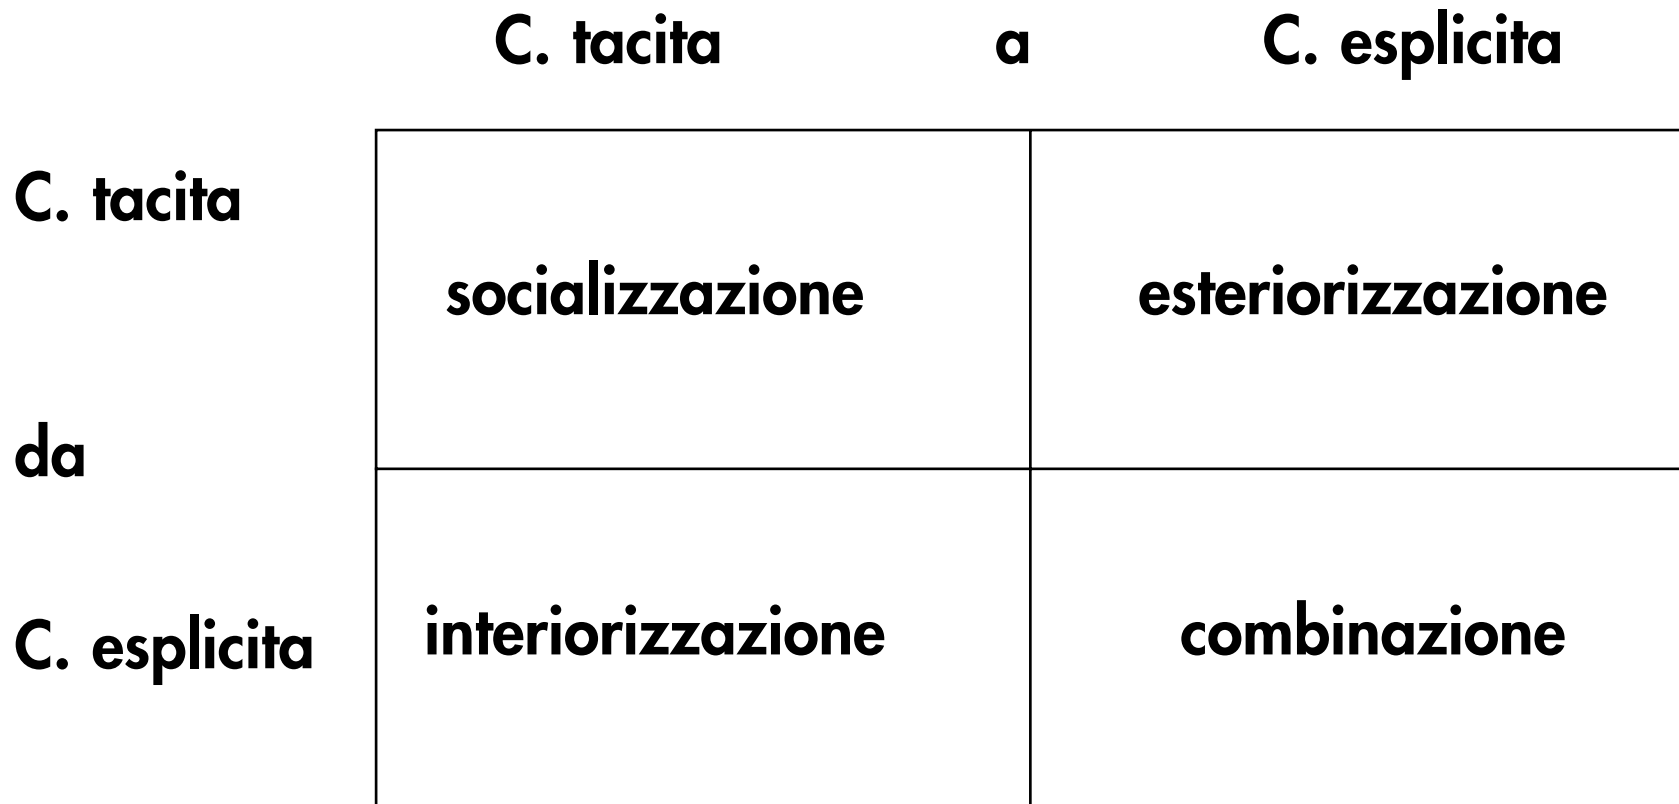 C. tacita a C. esplicita
C. tacita
socializzazione esteriorizzazione
da
C. esplicita interiorizzazione combinazione